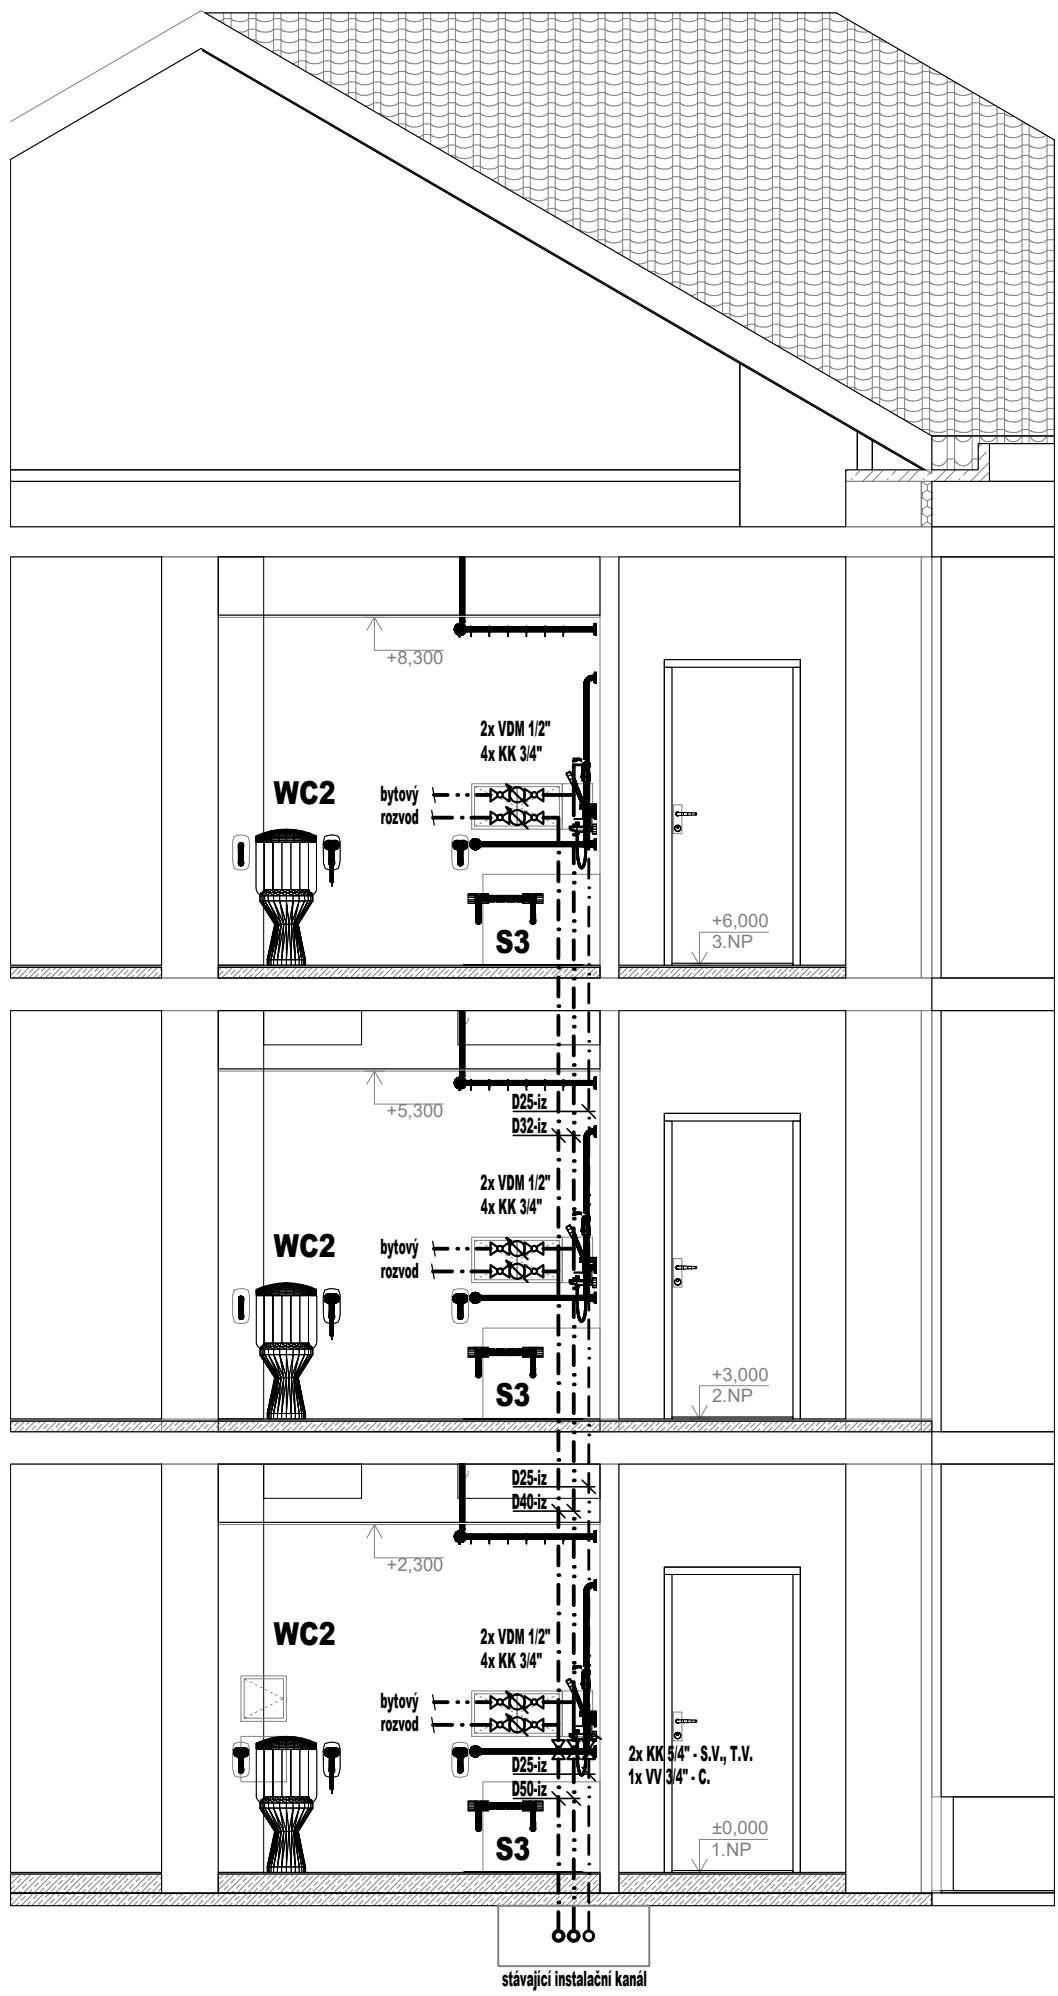 +8,300
2x VDM 1/2"
4x KK 3/4"
WC2
bytový
rozvod
+6,000
3.NP
S3
+5,300
D25-iz
D32-iz
2x VDM 1/2"
4x KK 3/4"
WC2
bytový
rozvod
+3,000
2.NP
S3
D25-iz
D40-iz
+2,300
WC2
2x VDM 1/2"
4x KK 3/4"
bytový
rozvod
2x KK 5/4" - S.V., T.V.
1x VV 3/4" - C.
D25-iz
D50-iz
±0,000
1.NP
S3
stávající instalační kanál